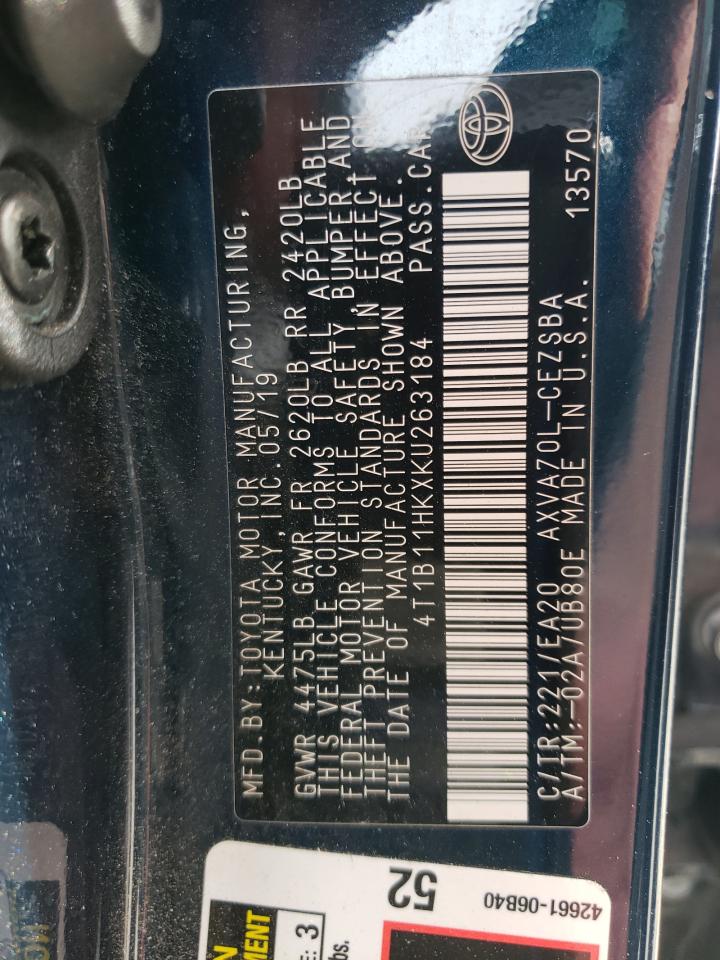 MFD.BY:TOYOTA MOTOR MANUFACTURING,
KENTUCKY, INC. 05/19
GVWR 4475LB GAWR FR 2620LB RR 2420LB
THIS VEHICLE CONFORMS TO ALL APPLICABLE
FEDERAL MOTOR VEHICLE SAFETY, BUMPER AND
THEFT PREVENTION STANDARDS IN EFFECT ON
THE DATE OF MANUFACTURE SHOWN ABOVE.
4T1B11HKXKU263184 PASS.CAR
C/TR:221/EA20 AXVA70L-CEZSBA
A/TM:-02A/UB80E MADE IN U.S.A. 13570
52
42661-06B40
3